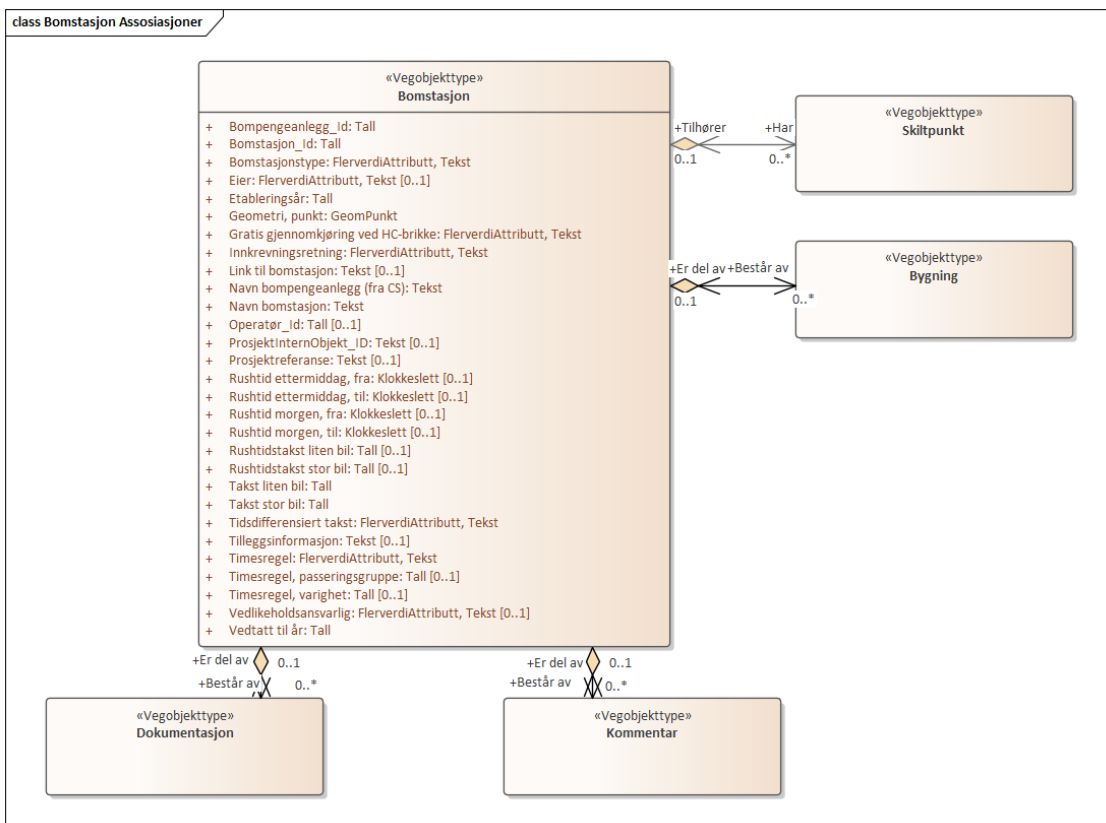 class Bomstasjon Assosiasjoner
«Vegobjekttype»
Bomstasjon
+ Bompengeanlegg_Id: Tall
+ Bomstasjon_Id: Tall
+ Bomstasjonstype: FlerverdiAttributt, Tekst
+ Eier: FlerverdiAttributt, Tekst [0..1]
+ Etableringsår: Tall
+ Geometri, punkt: GeomPunkt
+ Gratis gjennomkjøring ved HC-brikke: FlerverdiAttributt, Tekst
+ Innkrevningsretning: FlerverdiAttributt, Tekst
+ Link til bomstasjon: Tekst [0..1]
+ Navn bompengeanlegg (fra CS): Tekst
+ Navn bomstasjon: Tekst
+ Operatør_Id: Tall [0..1]
+ ProsjektInternObjekt_ID: Tekst [0..1]
+ Prosjektreferanse: Tekst [0..1]
+ Rushtid ettermiddag, fra: Klokkeslett [0..1]
+ Rushtid ettermiddag, til: Klokkeslett [0..1]
+ Rushtid morgen, fra: Klokkeslett [0..1]
+ Rushtid morgen, til: Klokkeslett [0..1]
+ Rushtidstakst liten bil: Tall [0..1]
+ Rushtidstakst stor bil: Tall [0..1]
+ Takst liten bil: Tall
+ Takst stor bil: Tall
+ Tidsdifferensiert takst: FlerverdiAttributt, Tekst
+ Tilleggsinformasjon: Tekst [0..1]
+ Timesregel: FlerverdiAttributt, Tekst
+ Timesregel, passeringsgruppe: Tall [0..1]
+ Timesregel, varighet: Tall [0..1]
+ Vedlikeholdsansvarlig: FlerverdiAttributt, Tekst [0..1]
+ Vedtatt til år: Tall
+Tilhører +Har
0..1 0..*
«Vegobjekttype»
Skiltpunkt
+Er del av +Består av
0..1 0..*
«Vegobjekttype»
Bygning
+Er del av 0..1
+Består av 0..*
«Vegobjekttype»
Dokumentasjon
+Er del av 0..1
+Består av 0..*
«Vegobjekttype»
Kommentar